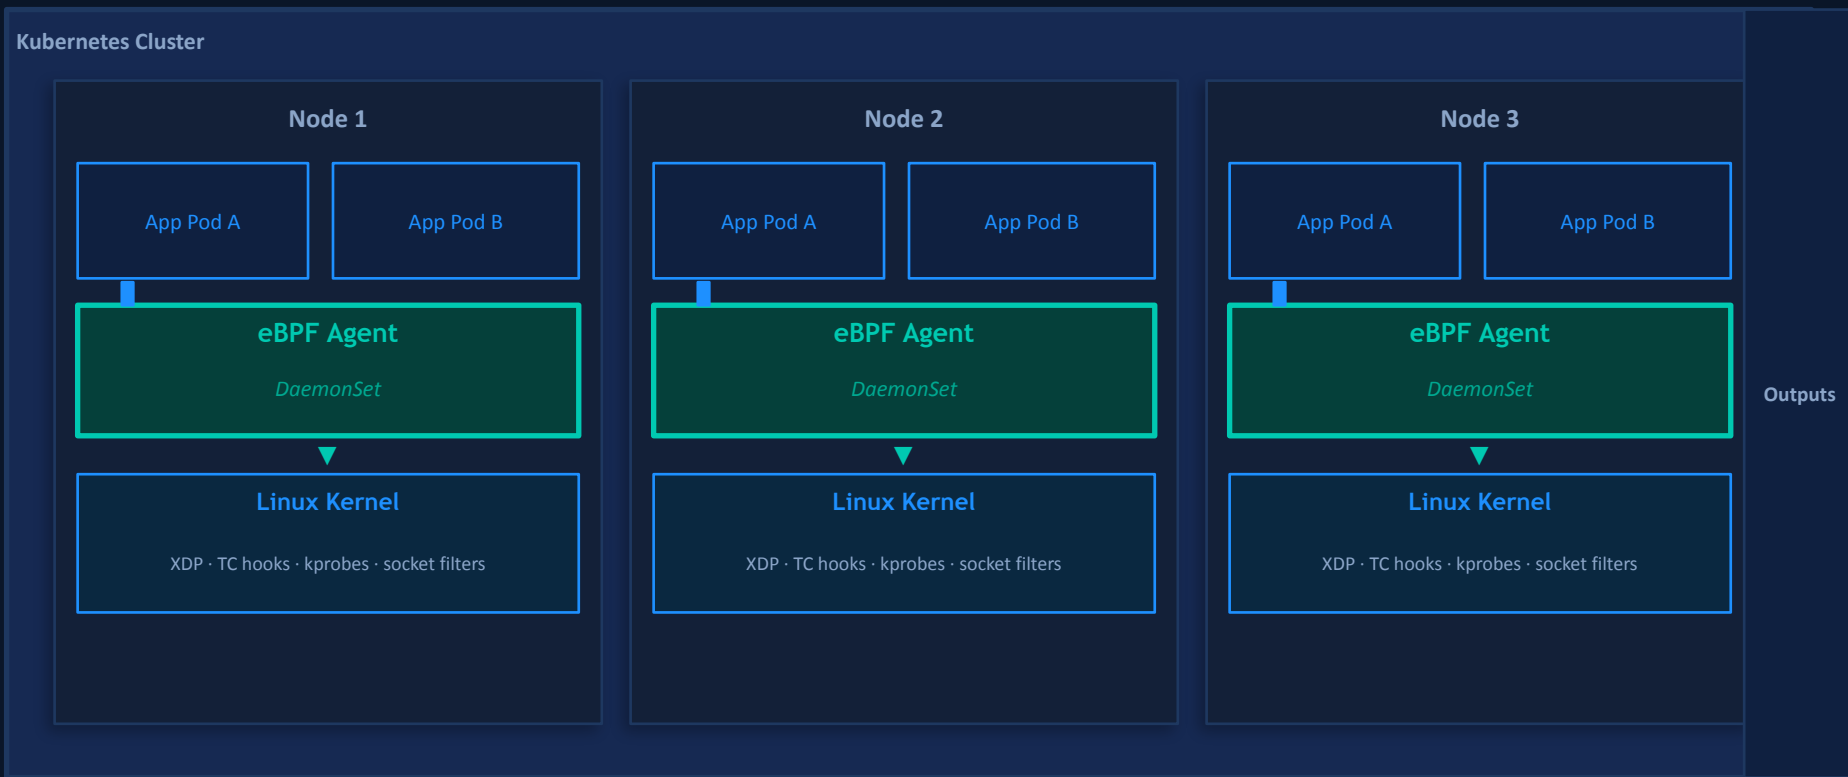 Kubernetes Cluster
Node 1
App Pod A
App Pod B
eBPF Agent
DaemonSet
Linux Kernel
XDP · TC hooks · kprobes · socket filters
Node 2
App Pod A
App Pod B
eBPF Agent
DaemonSet
Linux Kernel
XDP · TC hooks · kprobes · socket filters
Node 3
App Pod A
App Pod B
eBPF Agent
DaemonSet
Linux Kernel
XDP · TC hooks · kprobes · socket filters
Outputs